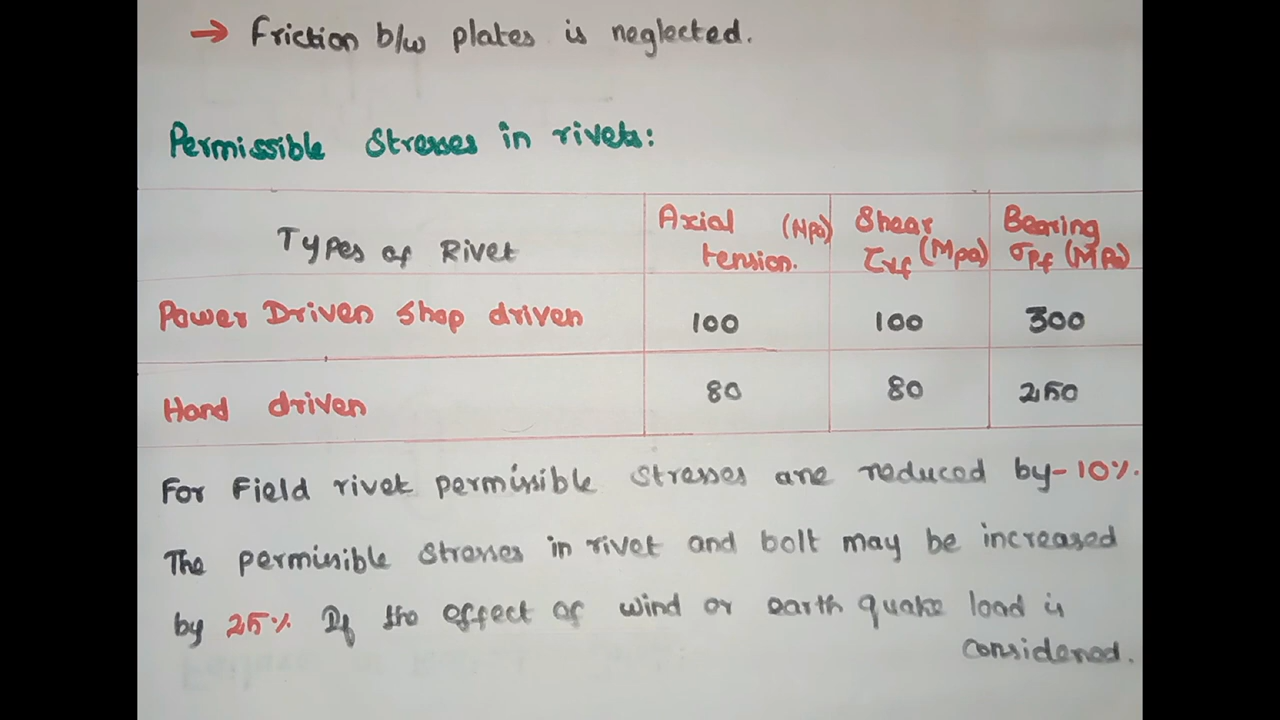 → Friction b/w plates is neglected.
Permissible Stresses in rivets:
Types of Rivet | Axial tension. (MPa) | Shear τvf (Mpa) | Bearing σPf (MPa)
Power Driven shop driven | 100 | 100 | 300
Hand driven | 80 | 80 | 250
For Field rivet permissible stresses are reduced by - 10%.
The permissible stresses in rivet and bolt may be increased
by 25% If the effect of wind or earth quake load is
considered.